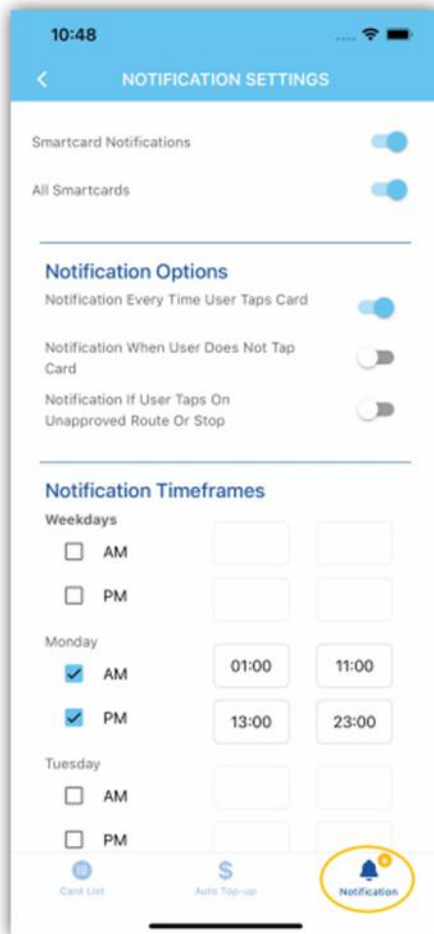 10:48
NOTIFICATION SETTINGS
Smartcard Notifications
All Smartcards
Notification Options
Notification Every Time User Taps Card
Notification When User Does Not Tap
Card
Notification If User Taps On
Unapproved Route Or Stop
Notification Timeframes
Weekdays
AM
PM
Monday
AM 01:00 11:00
PM 13:00 23:00
Tuesday
AM
PM
Card List Auto Top-up Notification